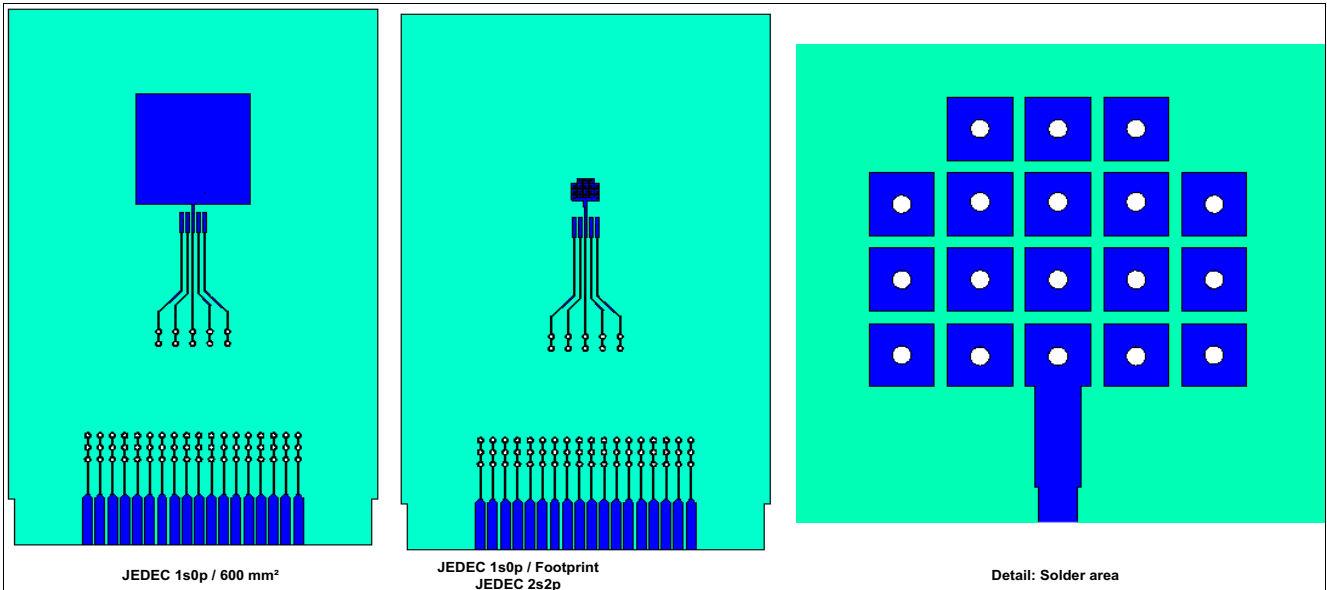 JEDEC 1s0p / 600 mm²
JEDEC 1s0p / Footprint
JEDEC 2s2p
Detail: Solder area